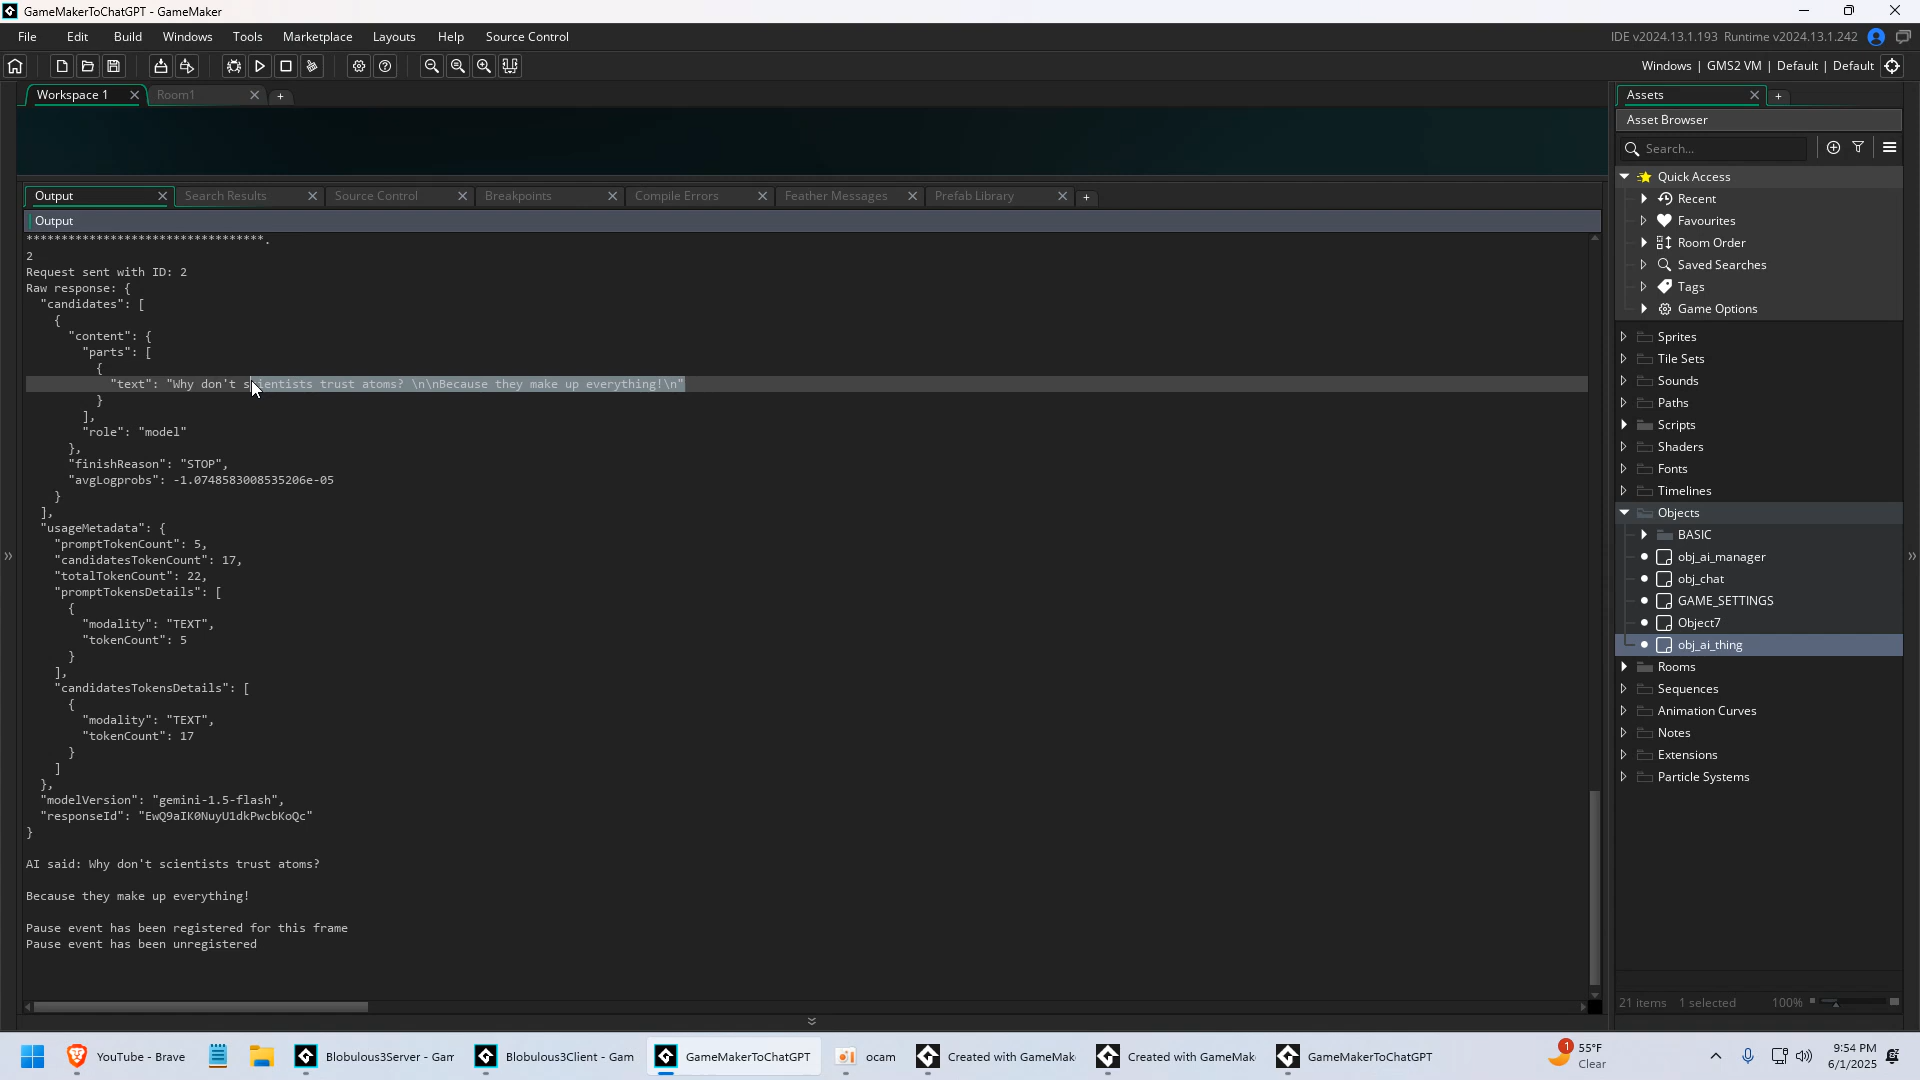 GameMakerToChatGPT - GameMaker
File Edit Build Windows Tools Marketplace Layouts Help Source Control
IDE v2024.13.1.193 Runtime v2024.13.1.242
Windows | GMS2 VM | Default | Default
Workspace 1
Room1
Output
Search Results
Source Control
Breakpoints
Compile Errors
Feather Messages
Prefab Library
Output
**********************************.
2
Request sent with ID: 2
Raw response: {
"candidates": [
{
"content": {
"parts": [
{
"text": "Why don't scientists trust atoms? \n\nBecause they make up everything!\n"
}
],
"role": "model"
},
"finishReason": "STOP",
"avgLogprobs": -1.0748583008535206e-05
}
],
"usageMetadata": {
"promptTokenCount": 5,
"candidatesTokenCount": 17,
"totalTokenCount": 22,
"promptTokensDetails": [
{
"modality": "TEXT",
"tokenCount": 5
}
],
"candidatesTokensDetails": [
{
"modality": "TEXT",
"tokenCount": 17
}
]
},
"modelVersion": "gemini-1.5-flash",
"responseId": "EwQ9aIK0NuyU1dkPwcbKoQc"
}
AI said: Why don't scientists trust atoms?
Because they make up everything!
Pause event has been registered for this frame
Pause event has been unregistered
Assets
Asset Browser
Search...
Quick Access
Recent
Favourites
Room Order
Saved Searches
Tags
Game Options
Sprites
Tile Sets
Sounds
Paths
Scripts
Shaders
Fonts
Timelines
Objects
BASIC
obj_ai_manager
obj_chat
GAME_SETTINGS
Object7
obj_ai_thing
Rooms
Sequences
Animation Curves
Notes
Extensions
Particle Systems
21 items 1 selected 100%
YouTube - Brave
Blobulous3Server - Gam
Blobulous3Client - Gam
GameMakerToChatGPT
ocam
Created with GameMak
Created with GameMak
GameMakerToChatGPT
1
55°F
Clear
9:54 PM
6/1/2025